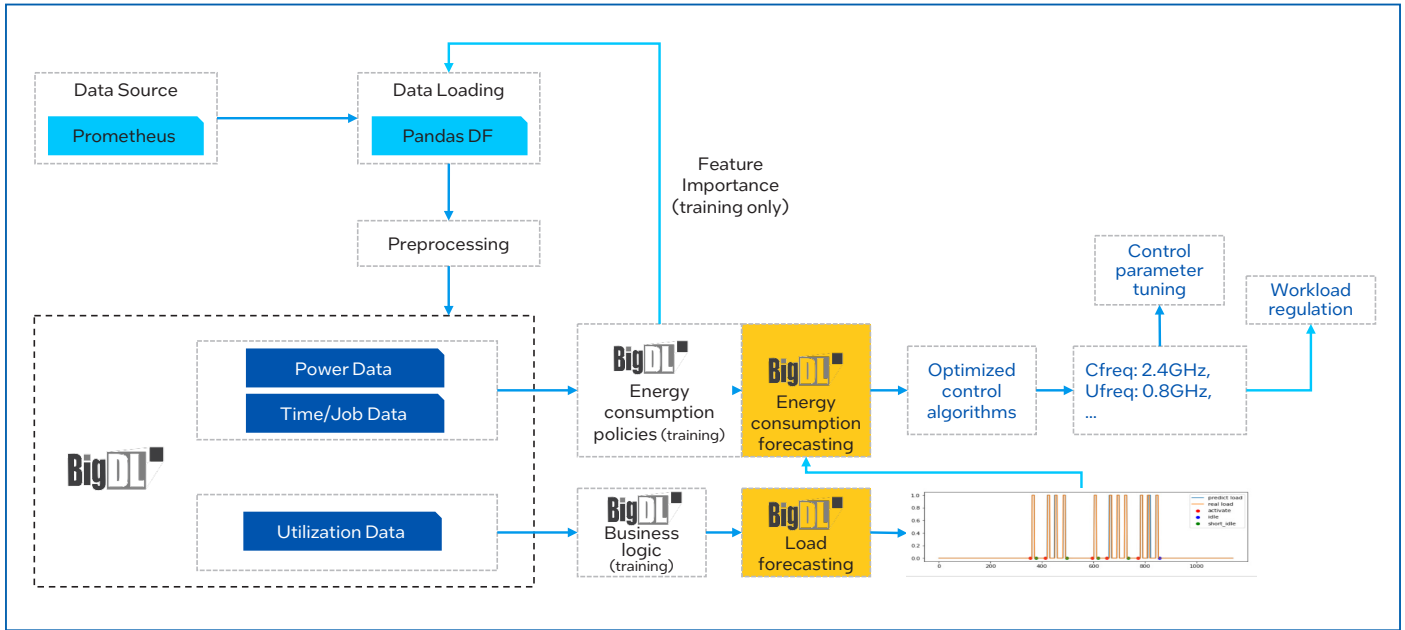 Data Source
Prometheus
Data Loading
Pandas DF
Feature
Importance
(training only)
Preprocessing
Control
parameter
tuning
Workload
regulation
BigDL
Power Data
Time/Job Data
Utilization Data
BigDL
Energy
consumption
policies (training)
BigDL
Energy
consumption
forecasting
Optimized
control
algorithms
Cfreq: 2.4GHz,
Ufreq: 0.8GHz,
...
BigDL
Business
logic
(training)
BigDL
Load
forecasting
1.0
0.8
0.6
0.4
0.2
0.0
0
200
400
600
800
1000
predict load
real load
activate
idle
short_idle